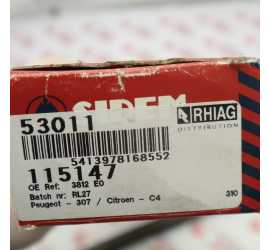 SIDEM
53011
RHIAG
DISTRIBUTION
5413978168552
115147
OE Ref: 3812 E0
Batch nr: RL27
Peugeot - 307 / Citroen - C4 310